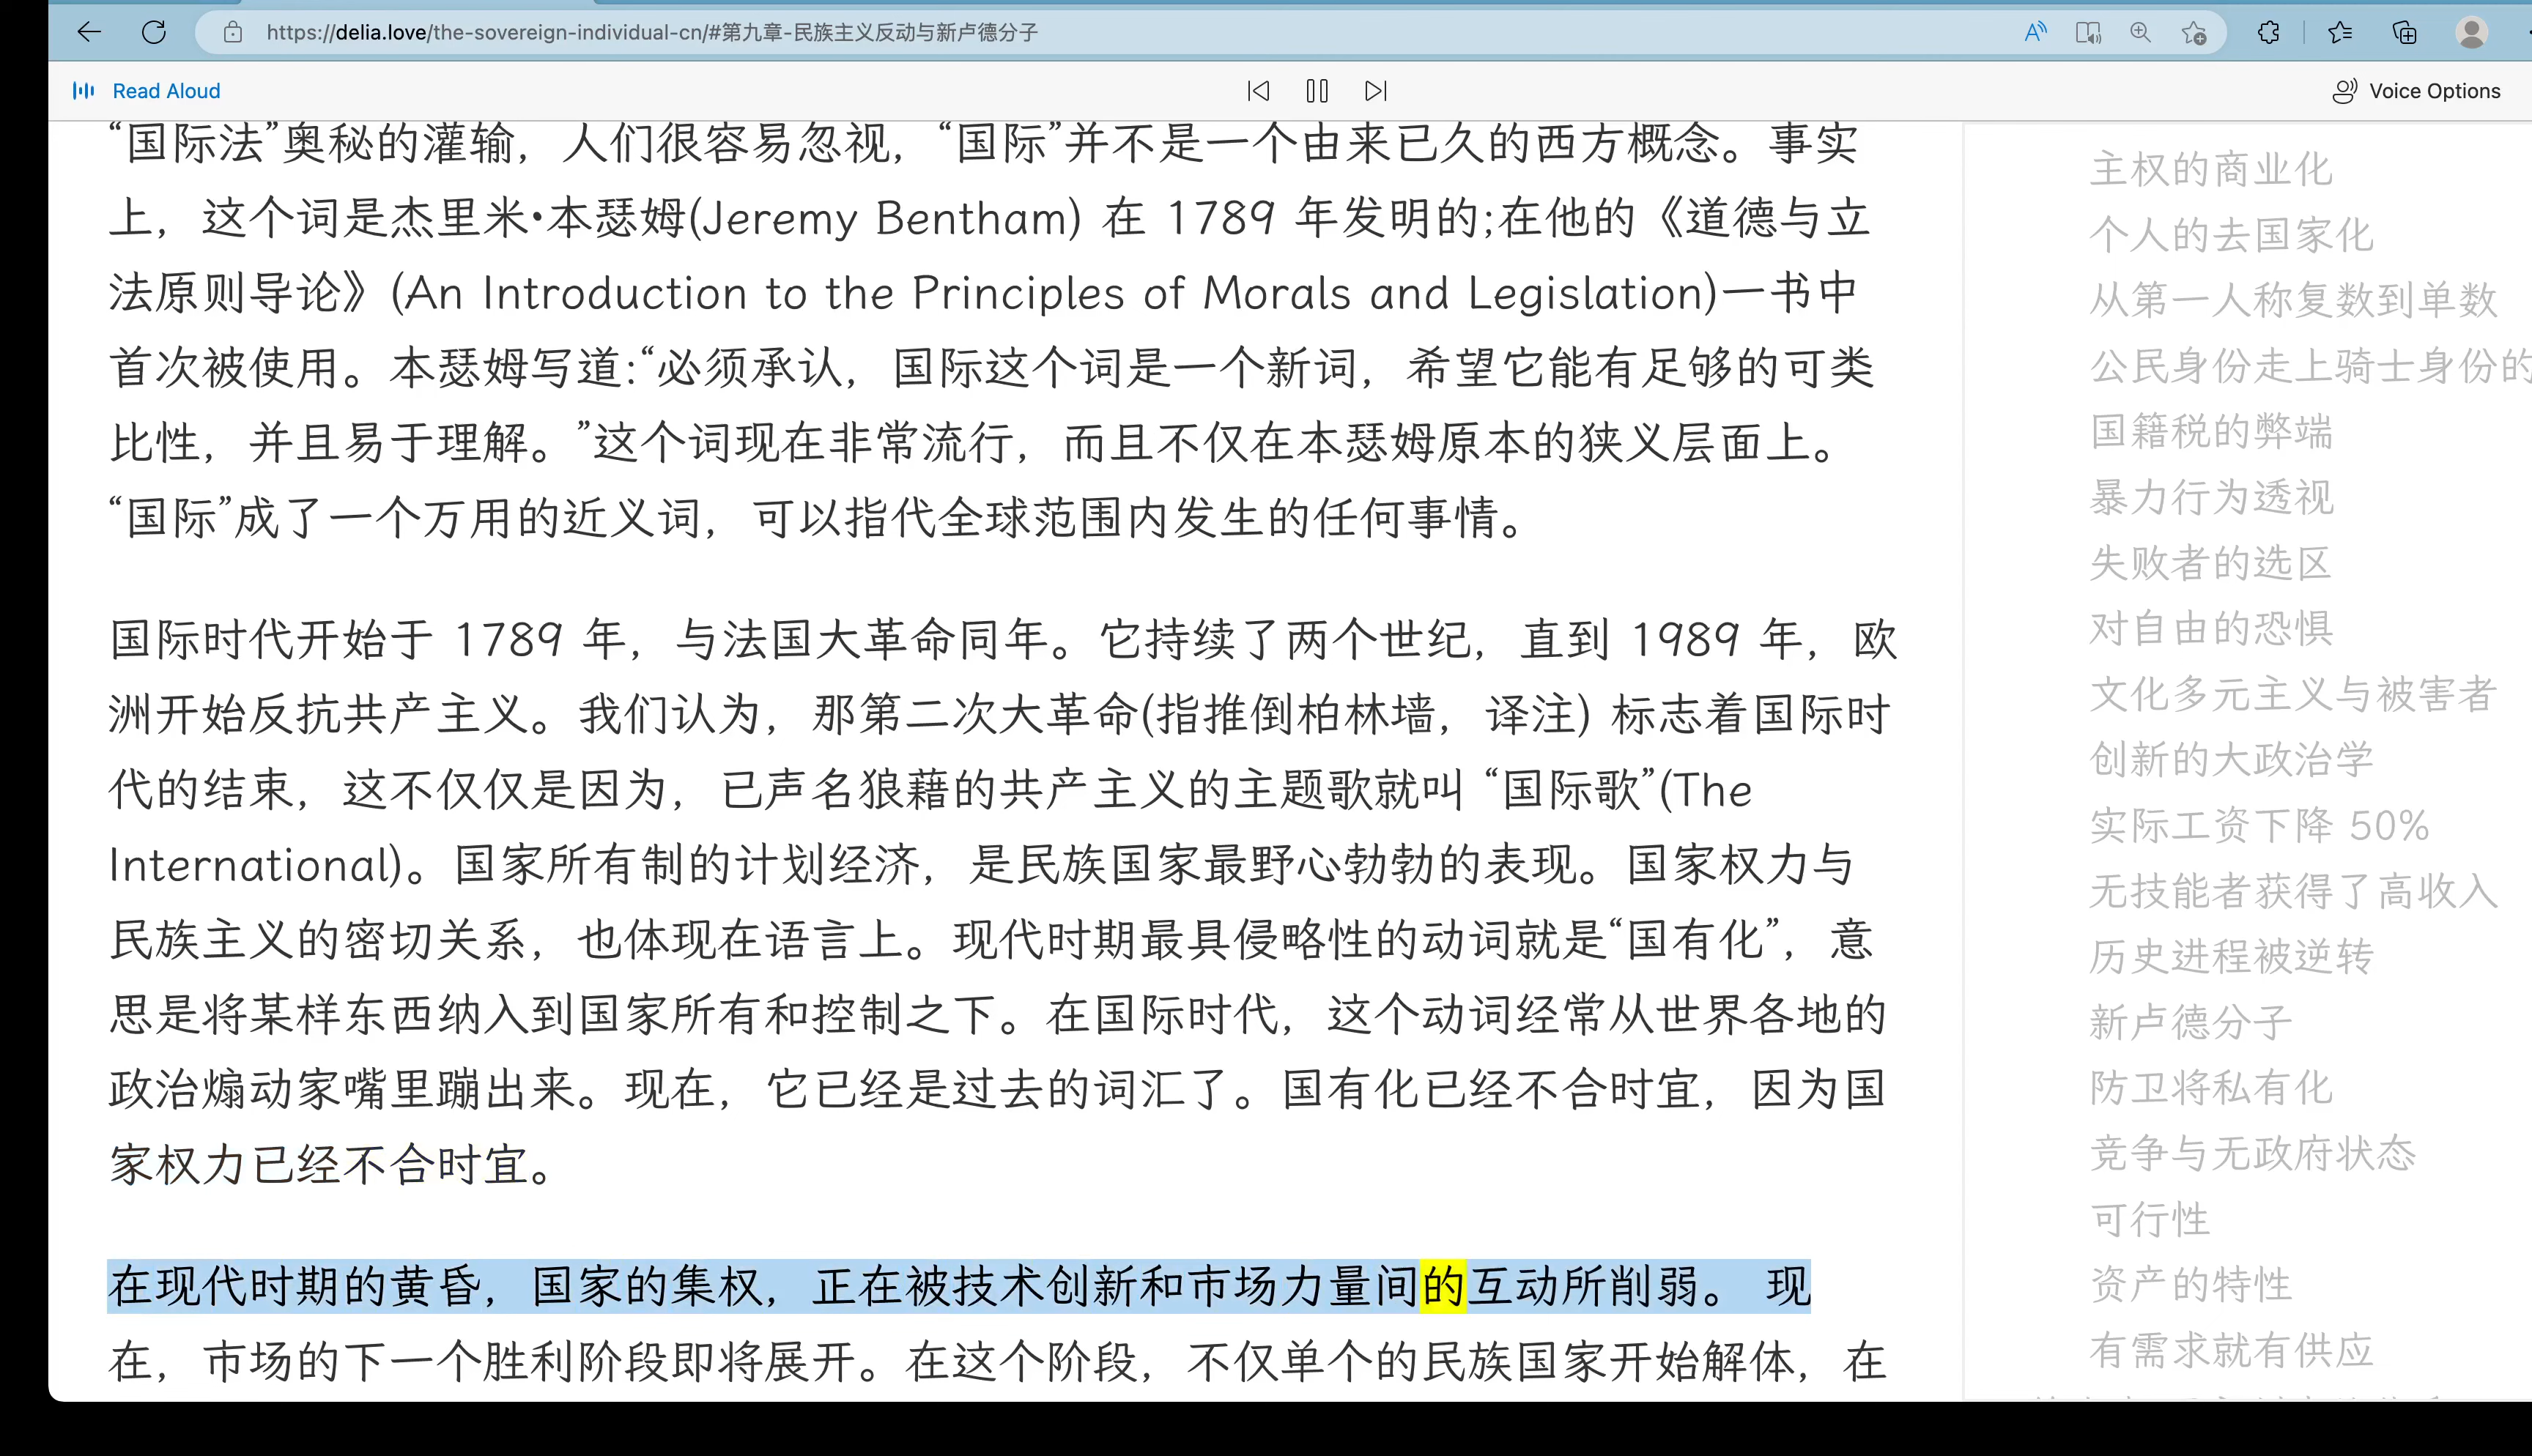 https://delia.love/the-sovereign-individual-cn/#第九章-民族主义反动与新卢德分子
Read Aloud
Voice Options
“国际法”奥秘的灌输，人们很容易忽视，“国际”并不是一个由来已久的西方概念。事实
上，这个词是杰里米•本瑟姆(Jeremy Bentham) 在 1789 年发明的;在他的《道德与立
法原则导论》(An Introduction to the Principles of Morals and Legislation)一书中
首次被使用。本瑟姆写道:“必须承认，国际这个词是一个新词，希望它能有足够的可类
比性，并且易于理解。”这个词现在非常流行，而且不仅在本瑟姆原本的狭义层面上。
“国际”成了一个万用的近义词，可以指代全球范围内发生的任何事情。
国际时代开始于 1789 年，与法国大革命同年。它持续了两个世纪，直到 1989 年，欧
洲开始反抗共产主义。我们认为，那第二次大革命(指推倒柏林墙，译注) 标志着国际时
代的结束，这不仅仅是因为，已声名狼藉的共产主义的主题歌就叫 “国际歌”(The
International)。国家所有制的计划经济，是民族国家最野心勃勃的表现。国家权力与
民族主义的密切关系，也体现在语言上。现代时期最具侵略性的动词就是“国有化”，意
思是将某样东西纳入到国家所有和控制之下。在国际时代，这个动词经常从世界各地的
政治煽动家嘴里蹦出来。现在，它已经是过去的词汇了。国有化已经不合时宜，因为国
家权力已经不合时宜。
在现代时期的黄昏，国家的集权，正在被技术创新和市场力量间的互动所削弱。 现
在，市场的下一个胜利阶段即将展开。在这个阶段，不仅单个的民族国家开始解体，在
主权的商业化
个人的去国家化
从第一人称复数到单数
公民身份走上骑士身份的
国籍税的弊端
暴力行为透视
失败者的选区
对自由的恐惧
文化多元主义与被害者
创新的大政治学
实际工资下降 50%
无技能者获得了高收入
历史进程被逆转
新卢德分子
防卫将私有化
竞争与无政府状态
可行性
资产的特性
有需求就有供应